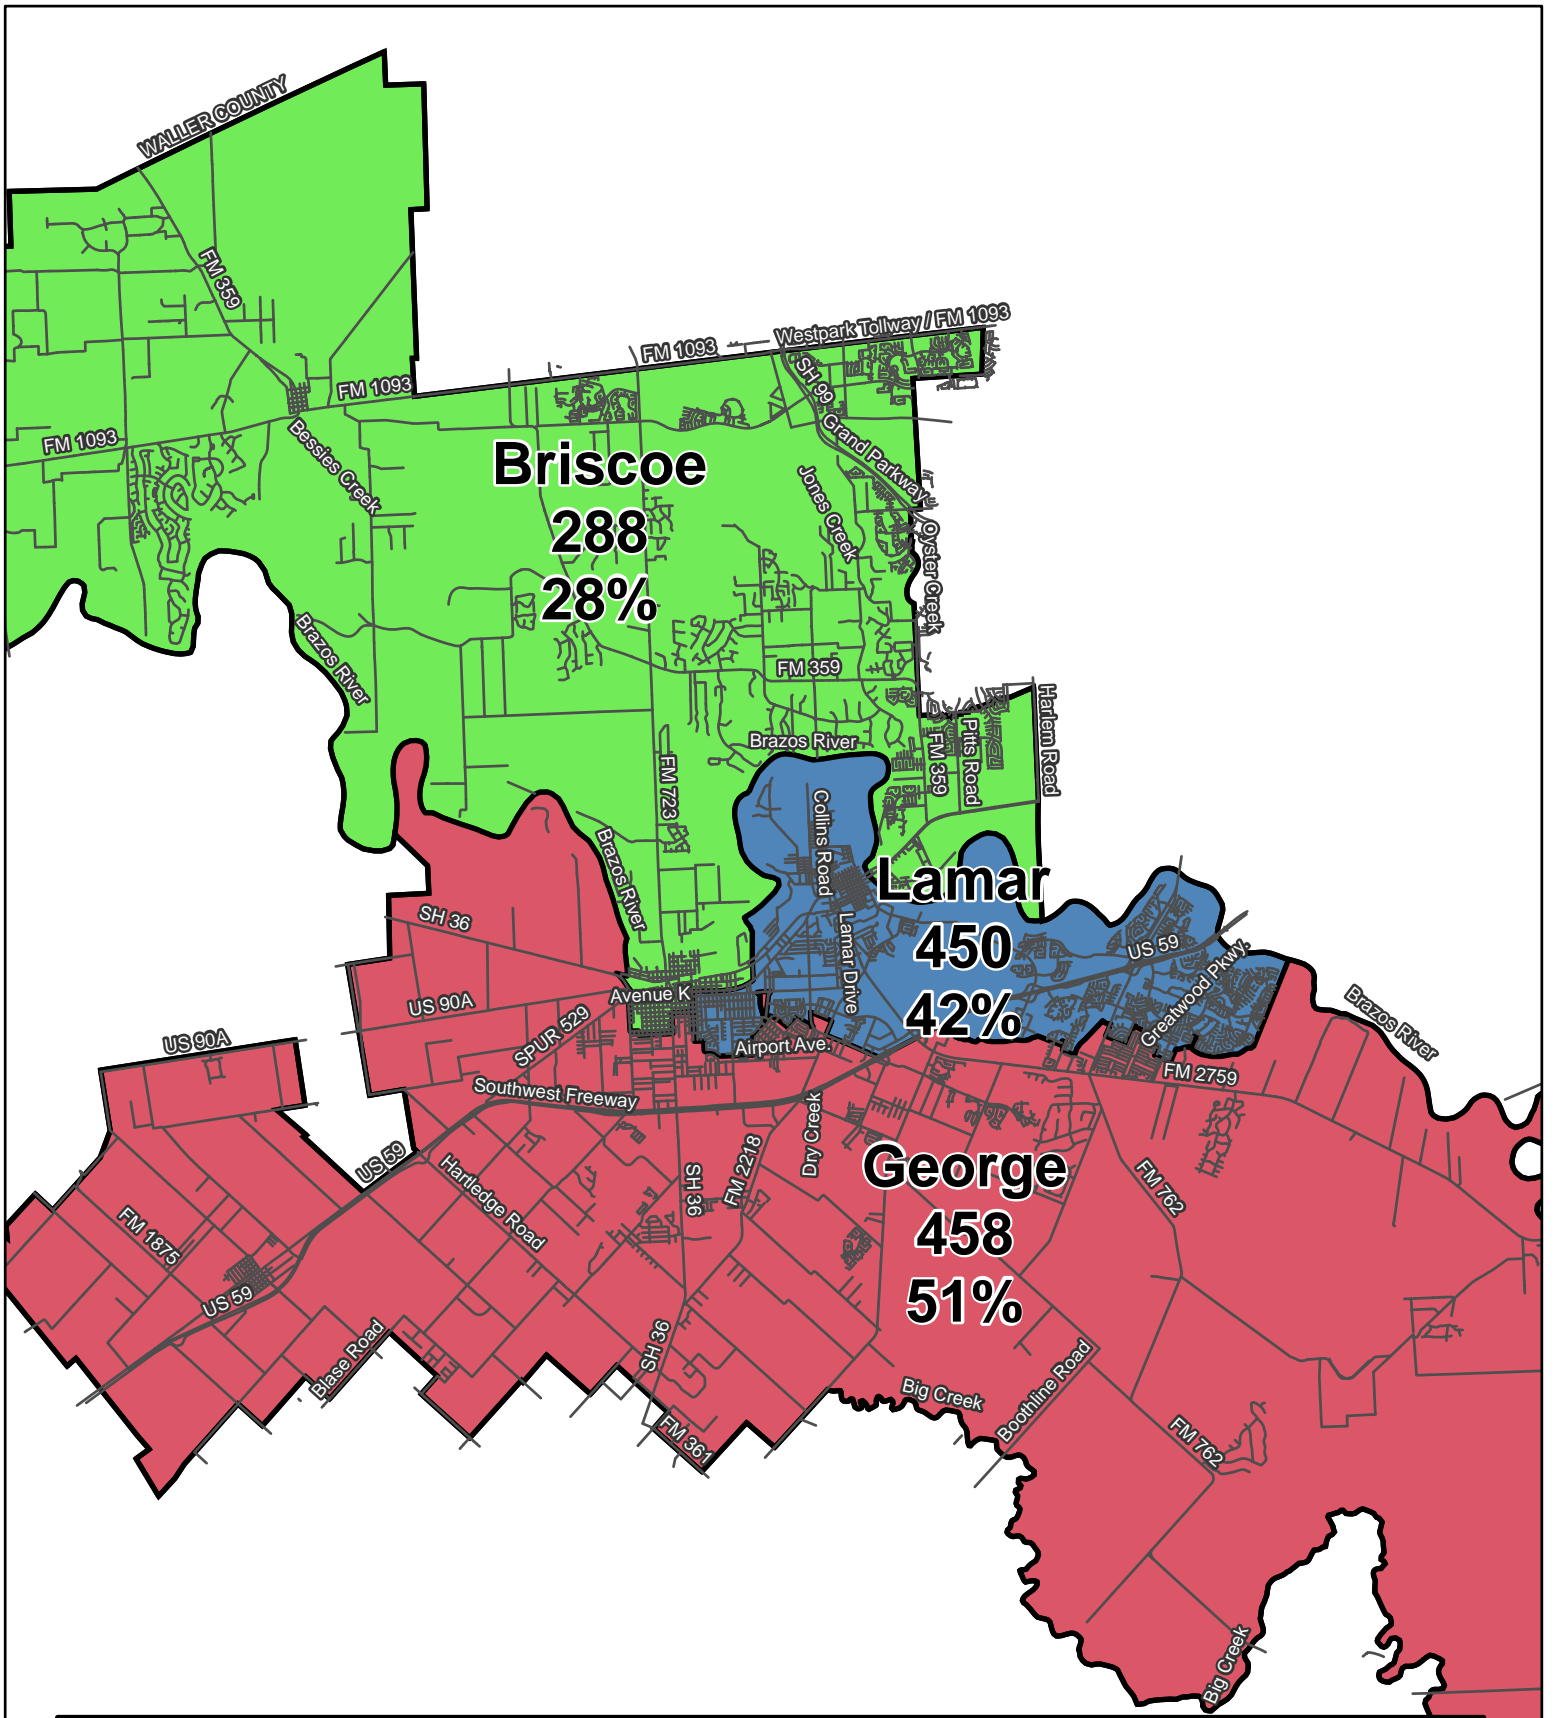 WALLER COUNTY
FM 359
Westpark Tollway / FM 1093
FM 1093
FM 1093
SH 99
Grand Parkway
FM 1093
Bessies Creek
Briscoe
288
28%
Jones Creek
Oyster Creek
Brazos River
FM 359
Harlem Road
Brazos River
FM 359
Pitts Road
FM 723
Collins Road
Brazos River
Lamar
450
42%
SH 36
Lamar Drive
US 59
Greatwood Pkwy.
Avenue K
US 90A
Brazos River
SPUR 529
US 90A
Airport Ave.
FM 2759
Southwest Freeway
Dry Creek
US 59
Hartledge Road
SH 36
FM 2218
George
458
51%
FM 762
FM 1875
US 59
Blase Road
SH 36
Big Creek
Boothline Road
FM 361
FM 762
Big Creek